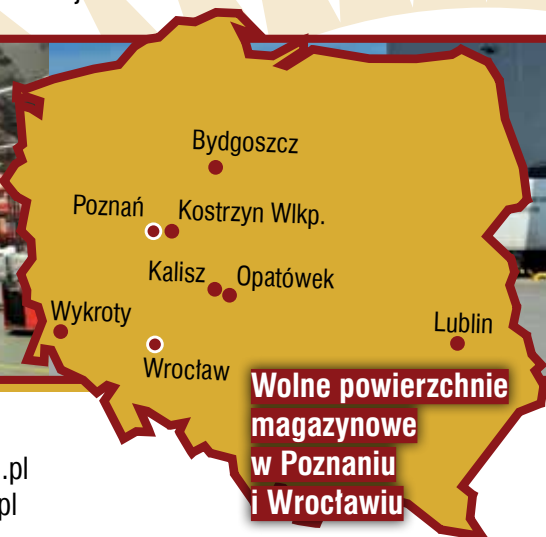 Bydgoszcz
Poznań
Kostrzyn Wlkp.
Kalisz
Opatówek
Wykroty
Lublin
Wrocław
Wolne powierzchnie
magazynowe
w Poznaniu
i Wrocławiu
.pl
pl